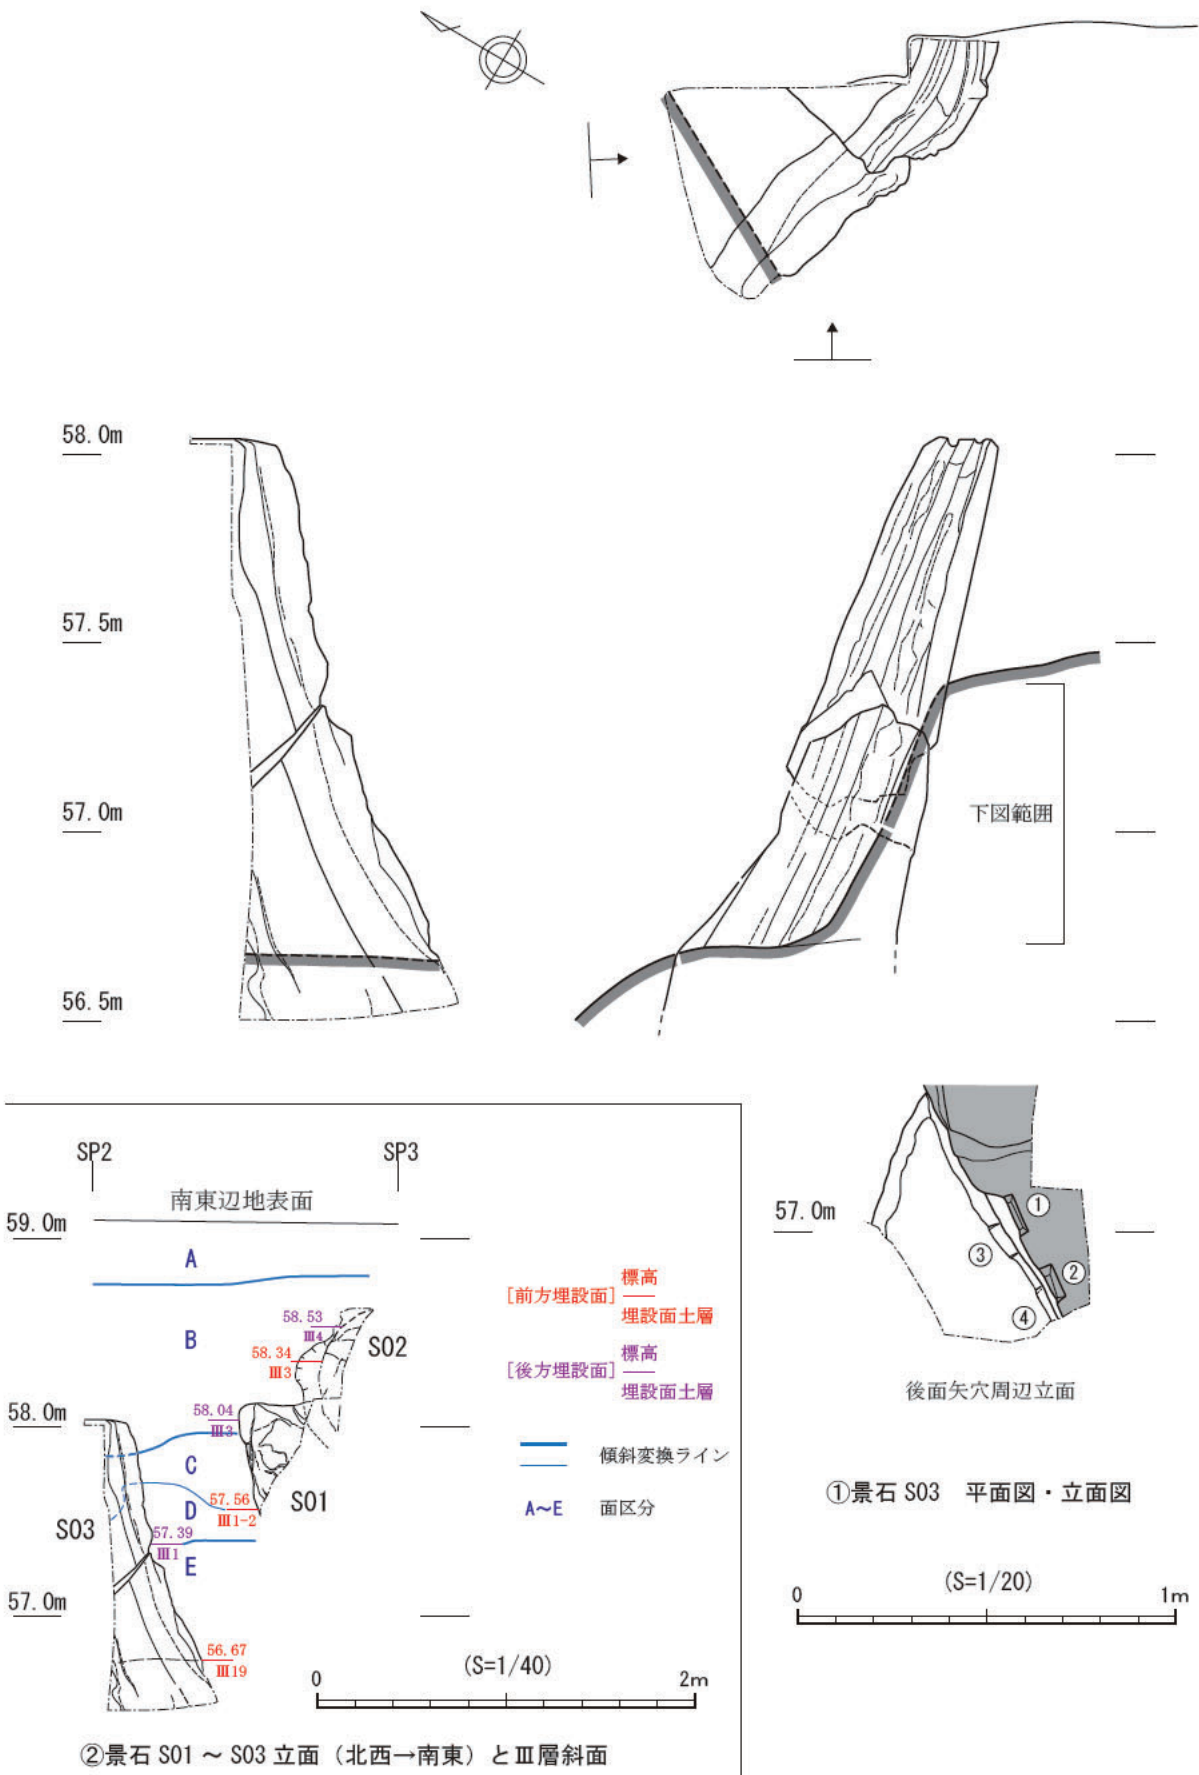 58.0m
57.5m
57.0m
56.5m
下図範囲
SP2
SP3
南東辺地表面
59.0m
58.0m
57.0m
A
B
C
D
E
58.53
Ⅲ4
58.34
Ⅲ3
58.04
Ⅲ3
57.56
Ⅲ1-2
57.39
Ⅲ1
56.67
Ⅲ19
S02
S01
S03
[前方埋設面]
標高
埋設面土層
[後方埋設面]
標高
埋設面土層
傾斜変換ライン
A～E 面区分
0
(S=1/40)
2m
②景石 S01 ～ S03 立面（北西→南東）とⅢ層斜面
57.0m
①
②
③
④
後面矢穴周辺立面
①景石 S03 平面図・立面図
0
(S=1/20)
1m